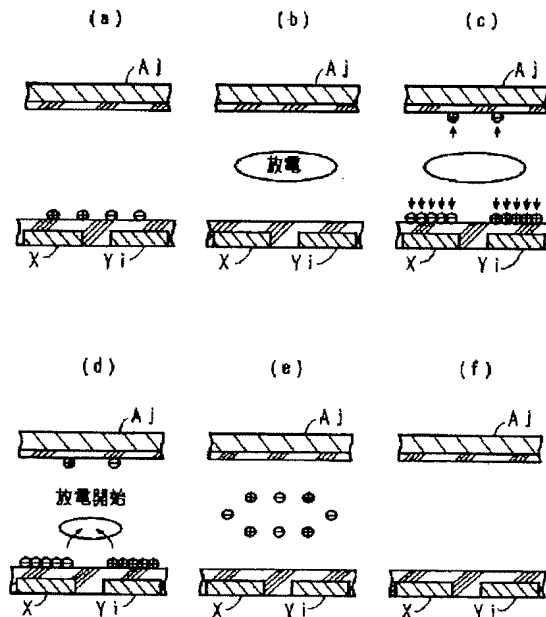 (a) (b) (c)
Aj Aj Aj
放電
X Yi X Yi X Yi
(d) (e) (f)
Aj Aj Aj
放電開始
X Yi X Yi X Yi